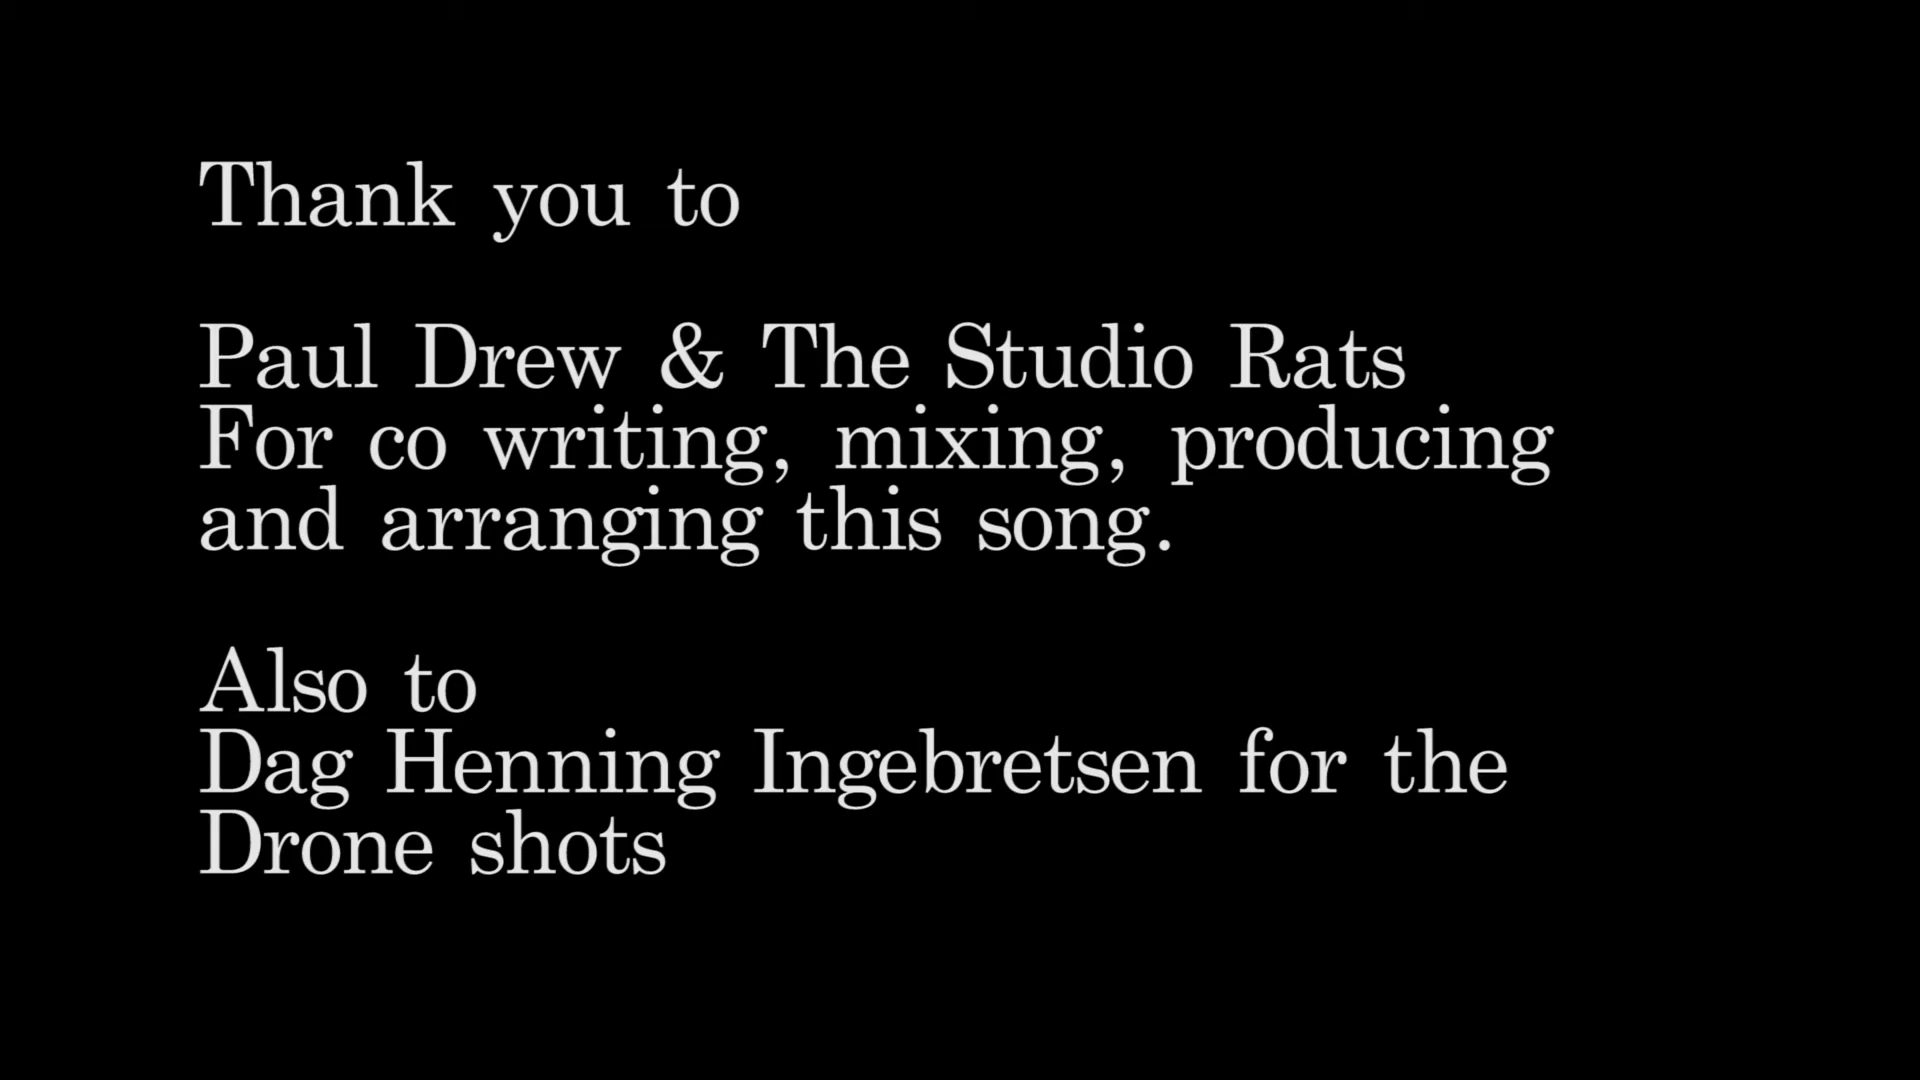 Thank you to
Paul Drew & The Studio Rats
For co writing, mixing, producing
and arranging this song.
Also to
Dag Henning Ingebretsen for the
Drone shots